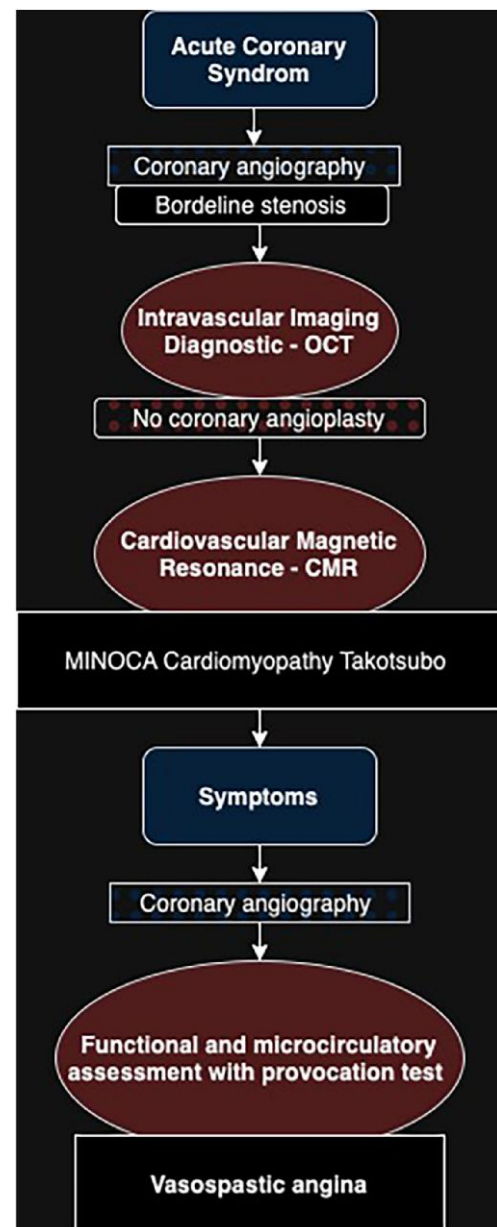 Acute Coronary
Syndrom
Coronary angiography
Bordeline stenosis
Intravascular Imaging
Diagnostic - OCT
No coronary angioplasty
Cardiovascular Magnetic
Resonance - CMR
MINOCA Cardiomyopathy Takotsubo
Symptoms
Coronary angiography
Functional and microcirculatory
assessment with provocation test
Vasospastic angina